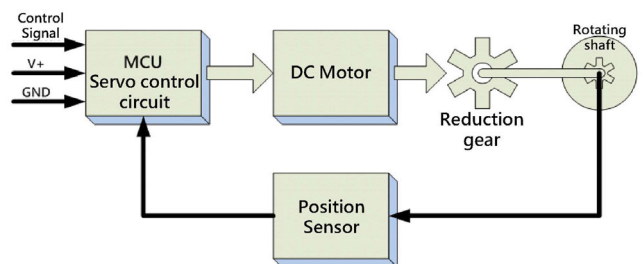 Control
Signal
V+
GND
MCU
Servo control
circuit
DC Motor
Reduction
gear
Rotating
shaft
Position
Sensor